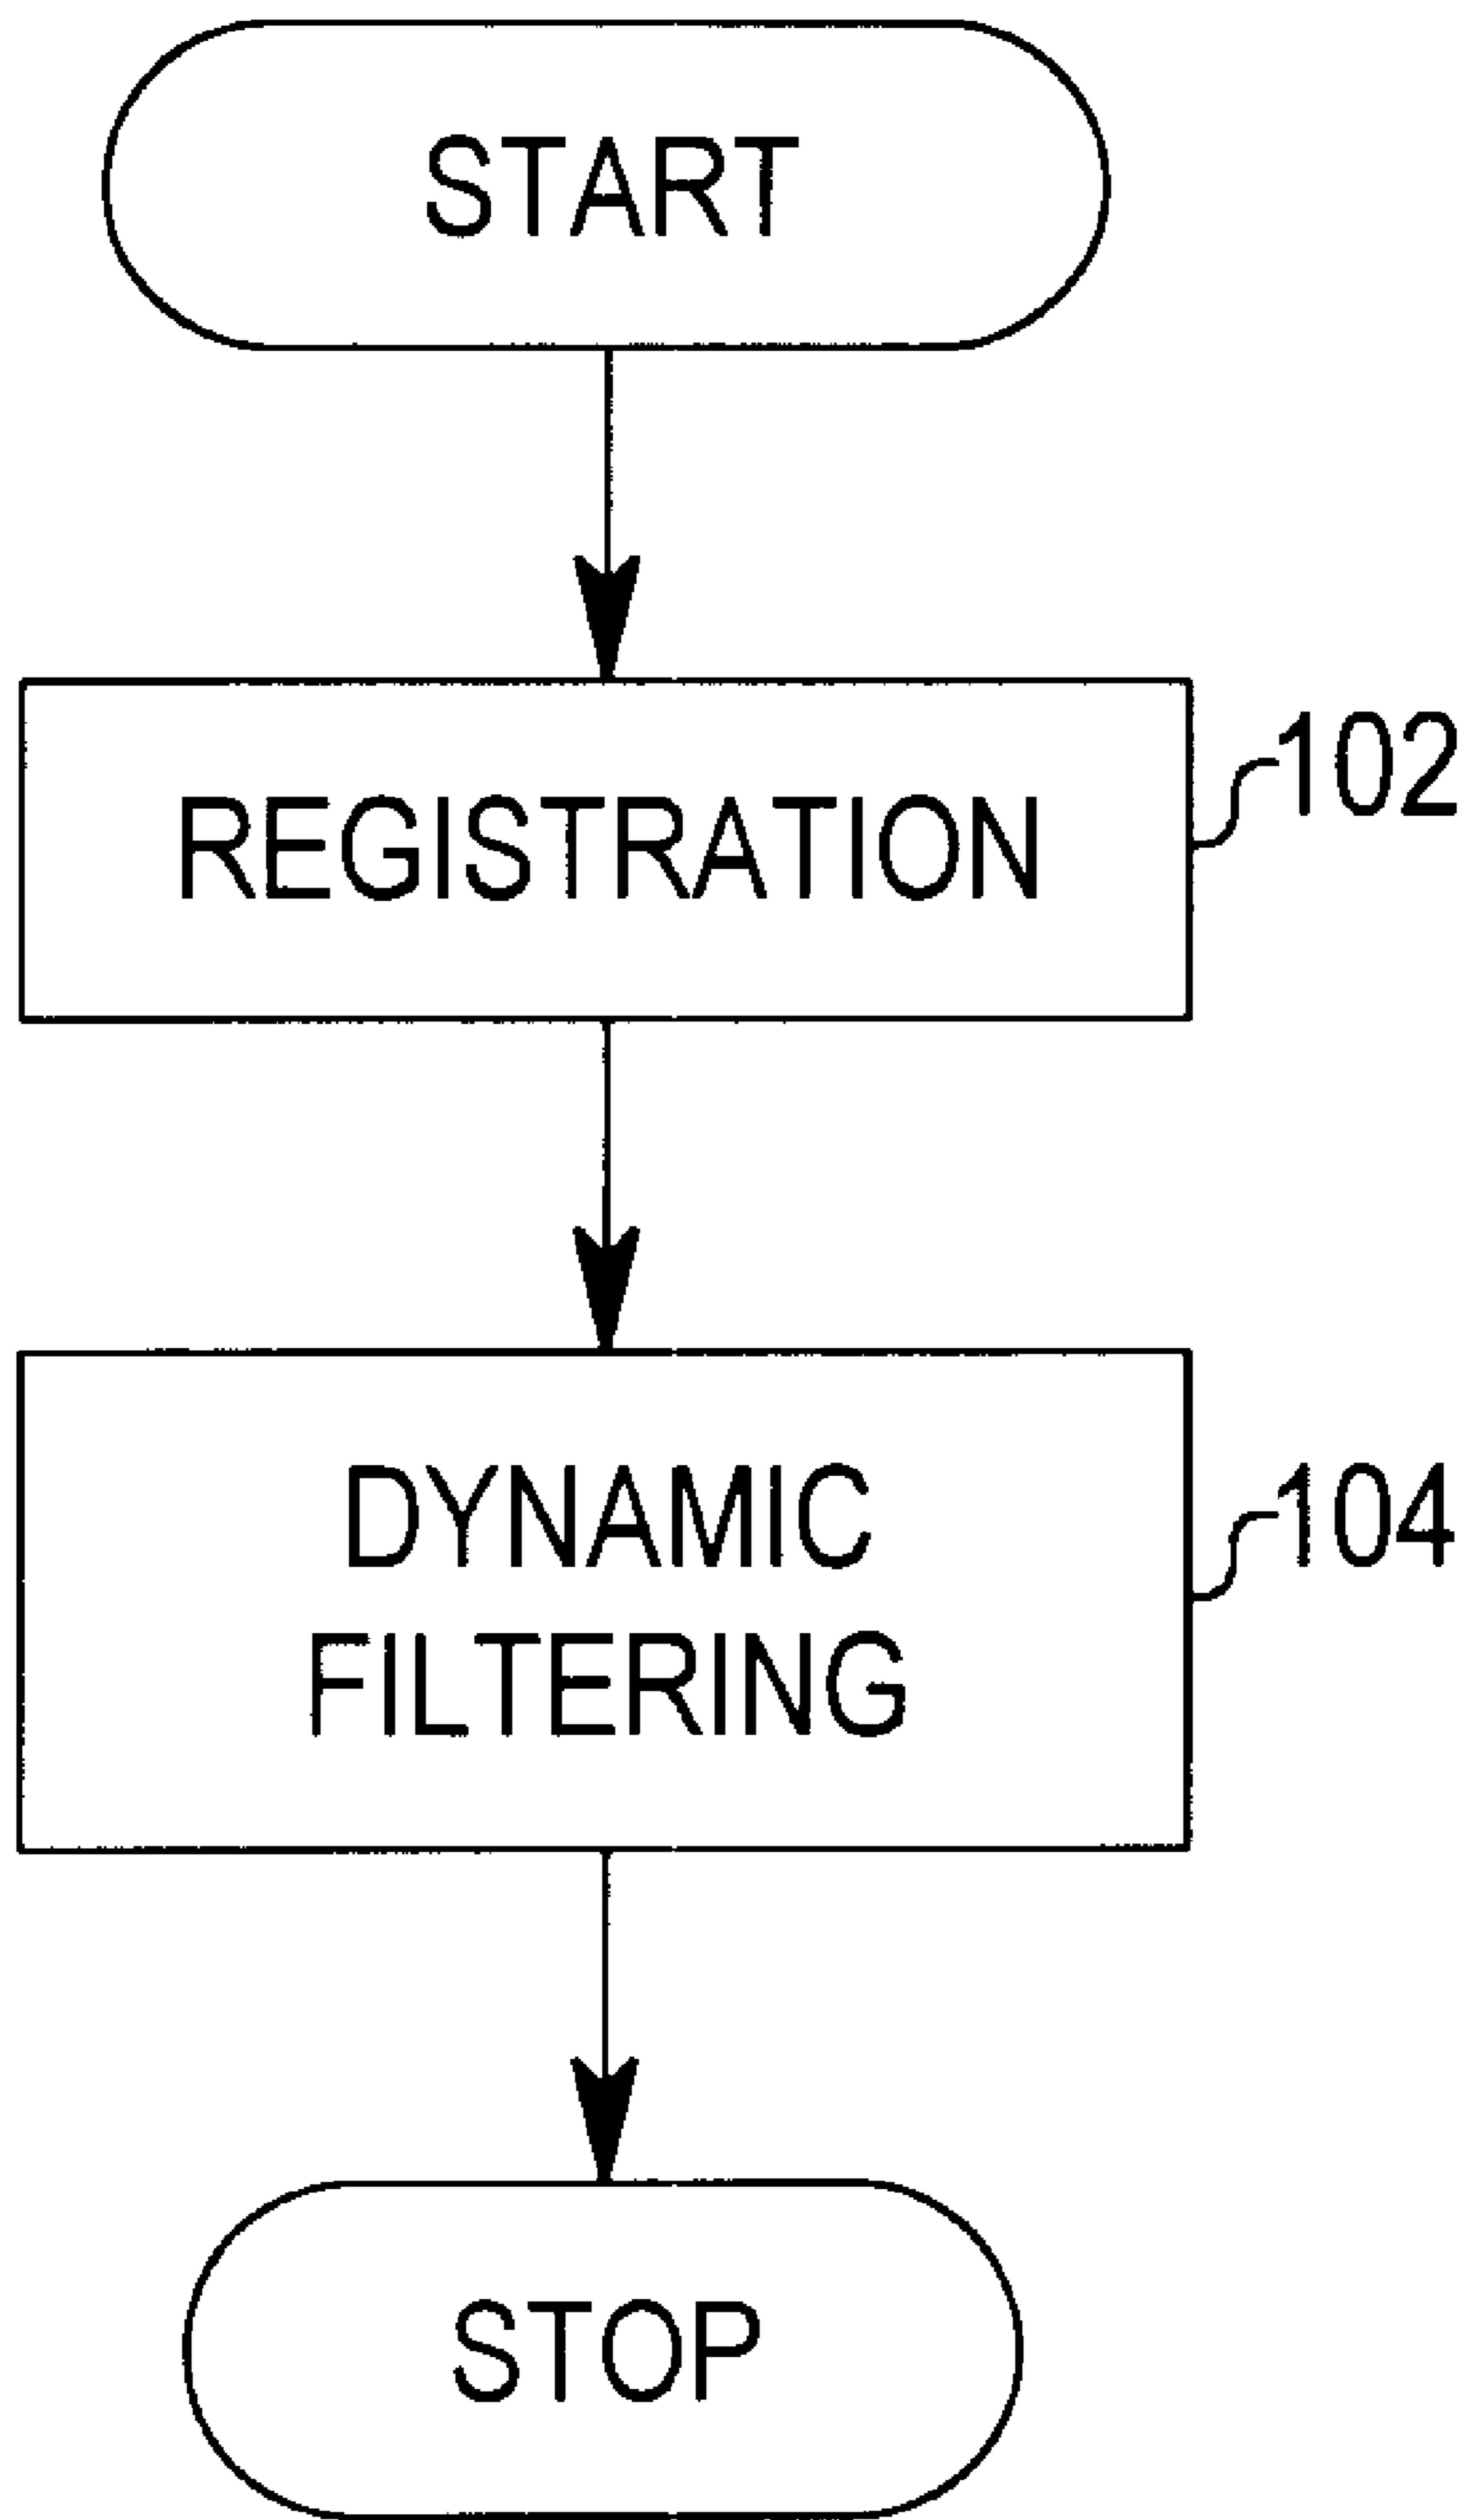 START
REGISTRATION
102
DYNAMIC
FILTERING
104
STOP